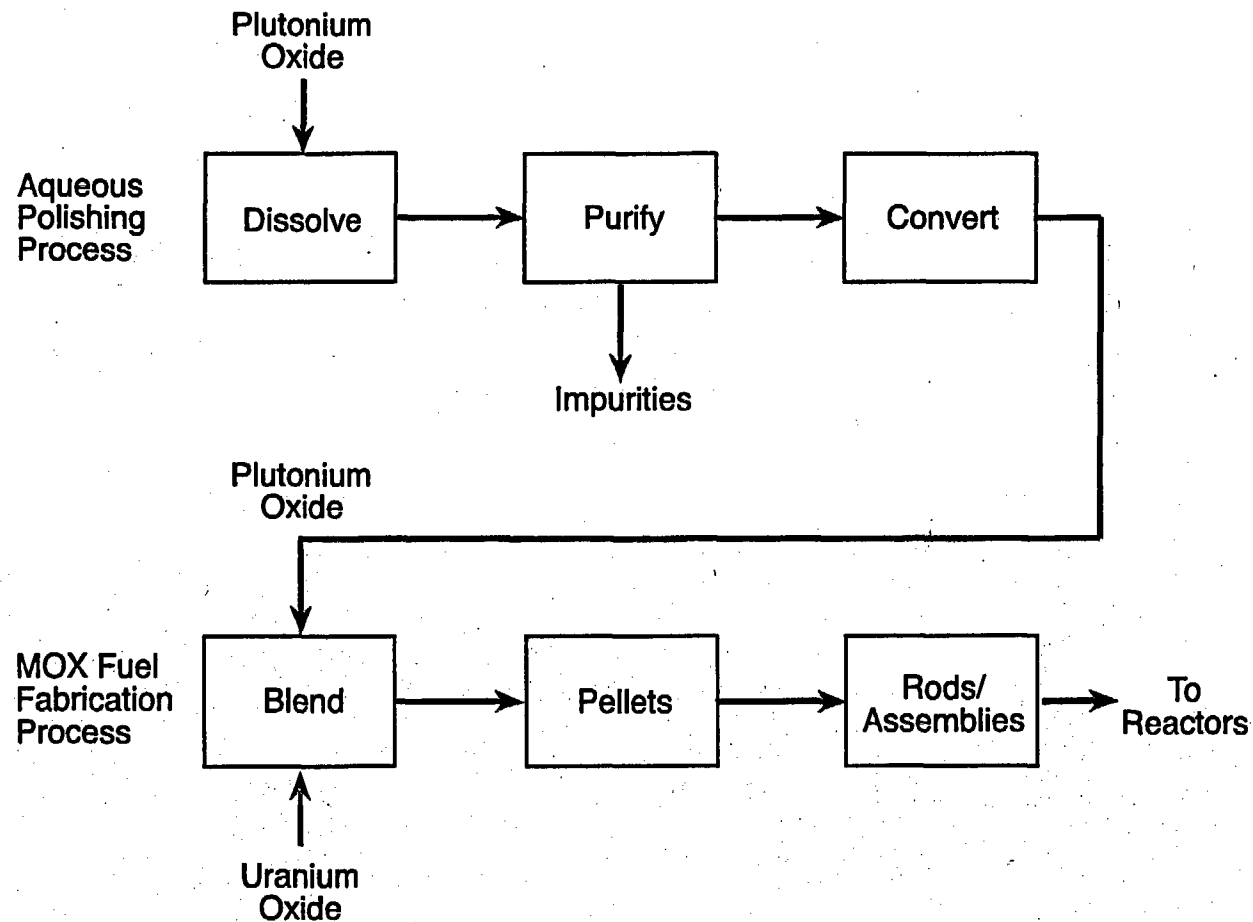 Plutonium
Oxide
Aqueous
Polishing
Process
Dissolve
Purify
Convert
Impurities
Plutonium
Oxide
MOX Fuel
Fabrication
Process
Blend
Pellets
Rods/
Assemblies
To
Reactors
Uranium
Oxide